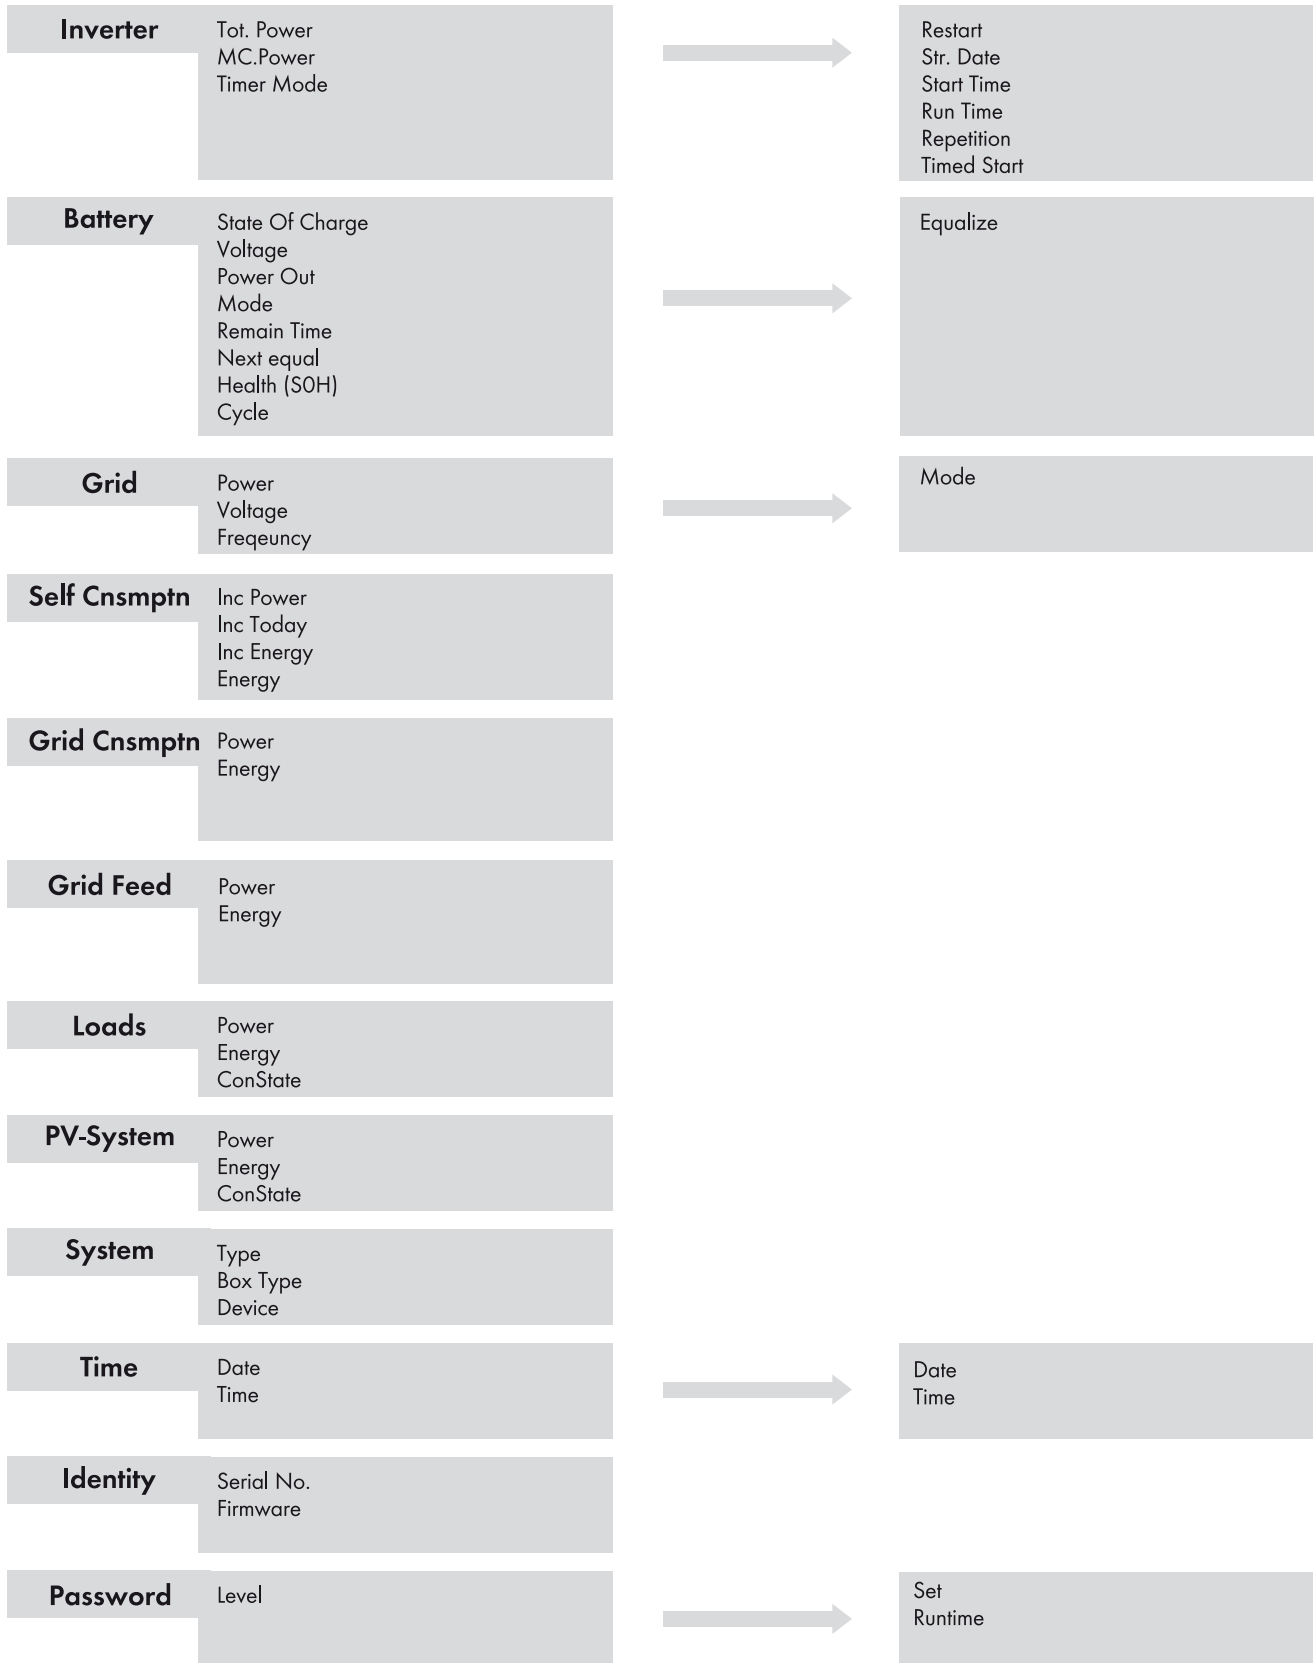 Inverter
Tot. Power
MC.Power
Timer Mode
Restart
Str. Date
Start Time
Run Time
Repetition
Timed Start
Battery
State Of Charge
Voltage
Power Out
Mode
Remain Time
Next equal
Health (S0H)
Cycle
Equalize
Grid
Power
Voltage
Freqeuncy
Mode
Self Cnsmptn
Inc Power
Inc Today
Inc Energy
Energy
Grid Cnsmptn
Power
Energy
Grid Feed
Power
Energy
Loads
Power
Energy
ConState
PV-System
Power
Energy
ConState
System
Type
Box Type
Device
Time
Date
Time
Date
Time
Identity
Serial No.
Firmware
Password
Level
Set
Runtime